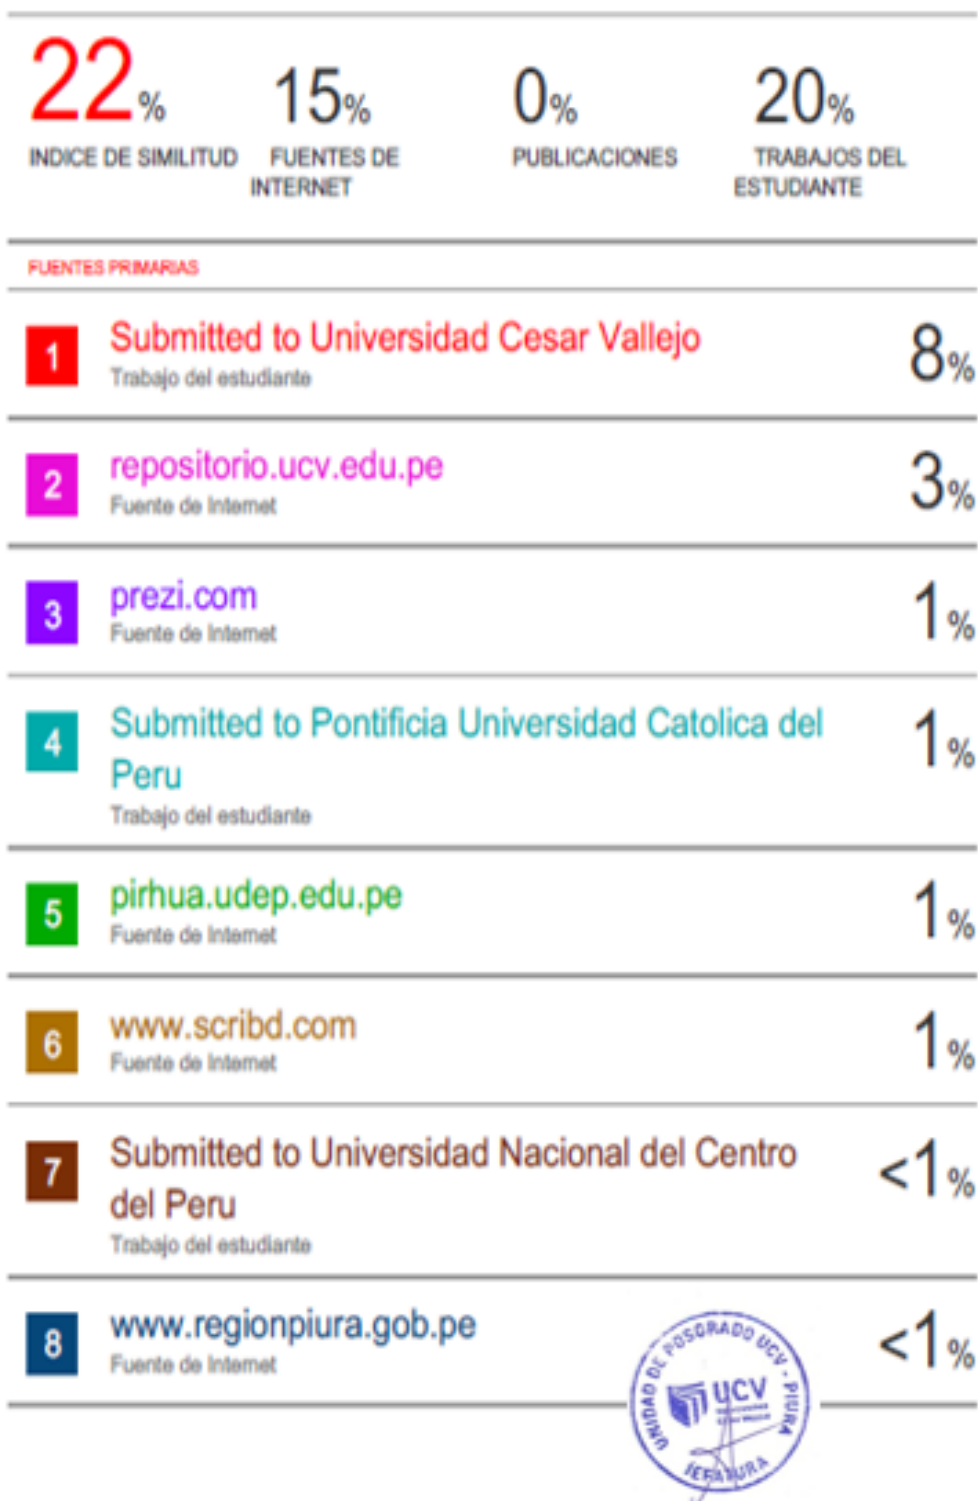 22% 15% 0% 20%
INDICE DE SIMILITUD FUENTES DE INTERNET PUBLICACIONES TRABAJOS DEL ESTUDIANTE
FUENTES PRIMARIAS
1 Submitted to Universidad Cesar Vallejo 8%
Trabajo del estudiante
2 repositorio.ucv.edu.pe 3%
Fuente de Internet
3 prezi.com 1%
Fuente de Internet
4 Submitted to Pontificia Universidad Catolica del 1%
Peru
Trabajo del estudiante
5 pirhua.udep.edu.pe 1%
Fuente de Internet
6 www.scribd.com 1%
Fuente de Internet
7 Submitted to Universidad Nacional del Centro <1%
del Peru
Trabajo del estudiante
8 www.regionpiura.gob.pe <1%
Fuente de Internet
UNIDAD DE POSGRADO UCV - PIURA
UCV
JEFATURA